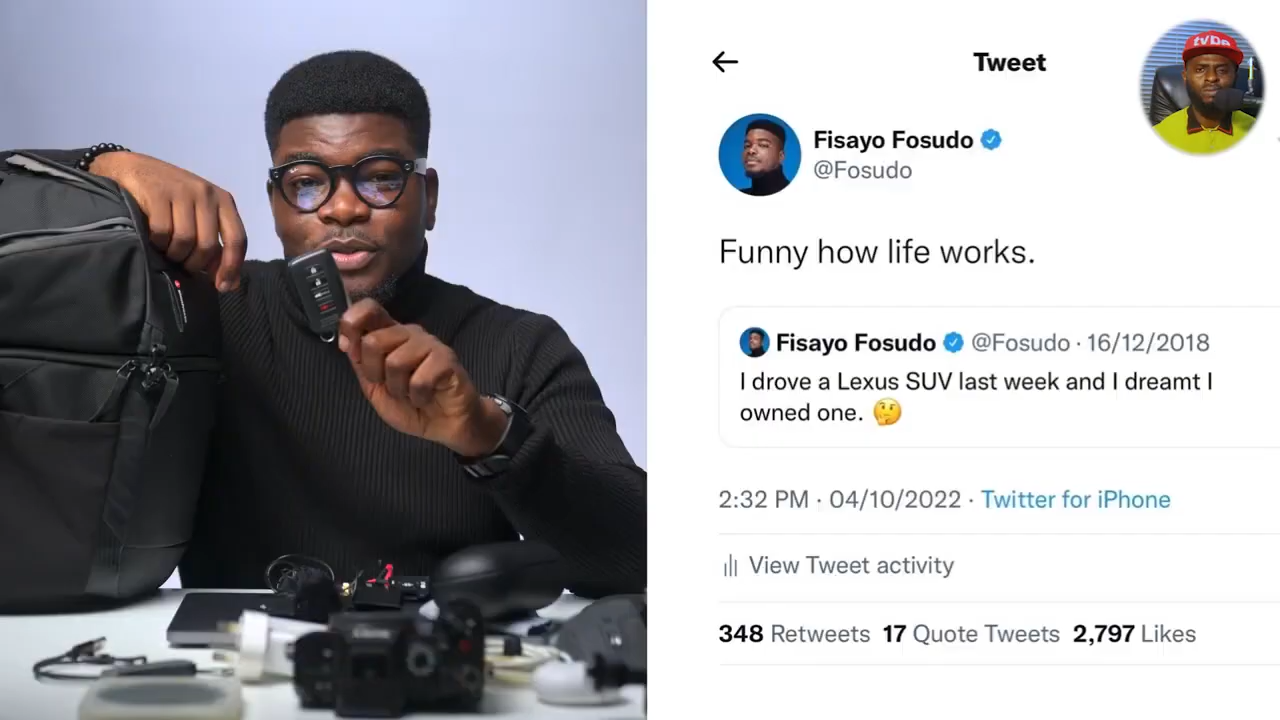 Tweet
tvbe
Fisayo Fosudo
@Fosudo
Funny how life works.
Fisayo Fosudo @Fosudo · 16/12/2018
I drove a Lexus SUV last week and I dreamt I
owned one. 🤔
2:32 PM · 04/10/2022 · Twitter for iPhone
View Tweet activity
348 Retweets 17 Quote Tweets 2,797 Likes